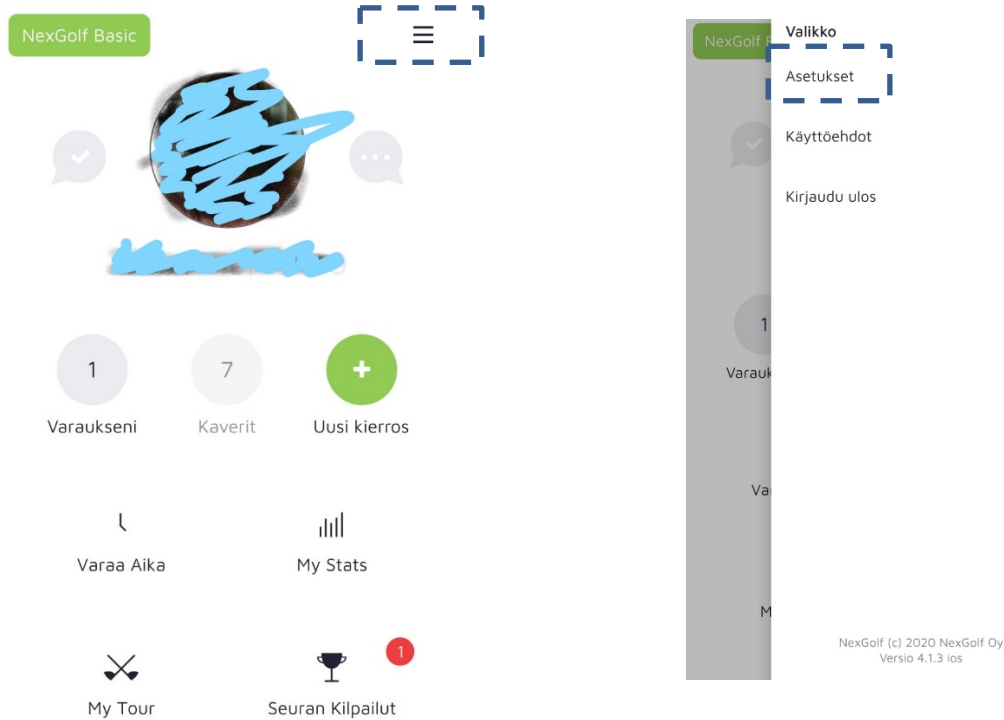 NexGolf Basic
1
7
Varaukseni
Kaverit
Uusi kierros
Varaa Aika
My Stats
1
My Tour
Seuran Kilpailut
NexGolf
Valikko
Asetukset
Käyttöehdot
Kirjaudu ulos
1
Varauk
Va
M
NexGolf (c) 2020 NexGolf Oy
Versio 4.1.3 ios